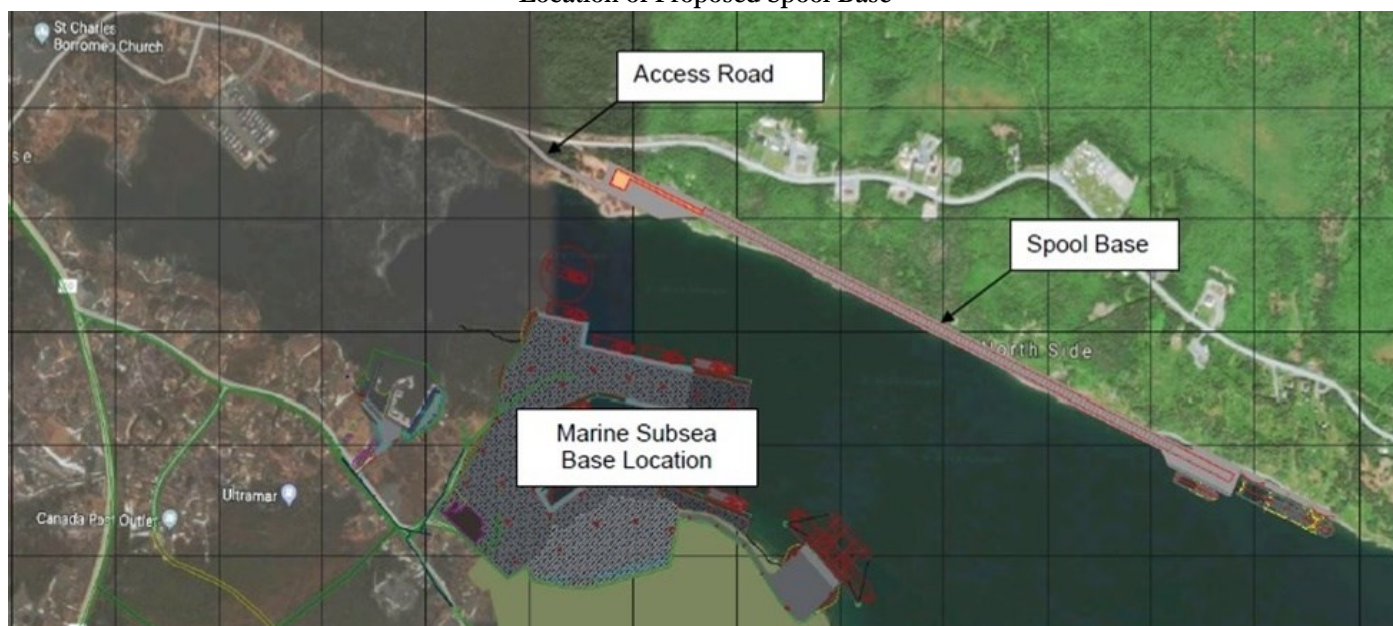 Location of Proposed Spool Base
St Charles
Borromeo Church
Access Road
se
Spool Base
North Side
Marine Subsea
Base Location
Ultramar
Canada Post Outlet